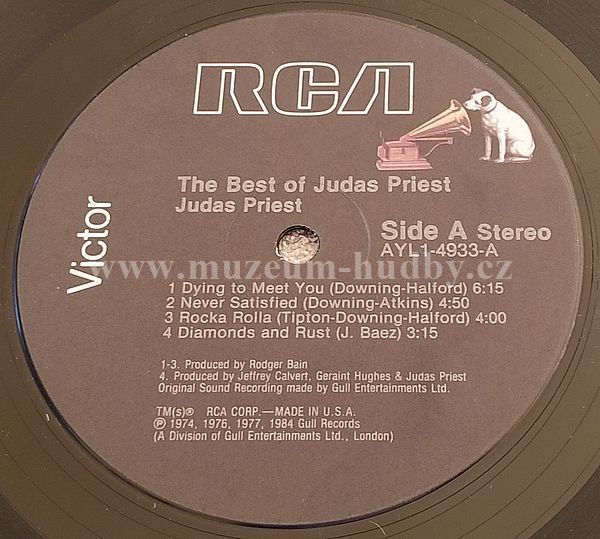 RCA
Victor
The Best of Judas Priest
Judas Priest
Side A Stereo
AYL1-4933-A
www.muzeum-hudby.cz
1 Dying to Meet You (Downing-Halford) 6:15
2 Never Satisfied (Downing-Atkins) 4:50
3 Rocka Rolla (Tipton-Downing-Halford) 4:00
4 Diamonds and Rust (J. Baez) 3:15
1-3. Produced by Rodger Bain
4. Produced by Jeffrey Calvert, Geraint Hughes & Judas Priest
Original Sound Recording made by Gull Entertainments Ltd.
TM(s)® RCA CORP.—MADE IN U.S.A.
℗ 1974, 1976, 1977, 1984 Gull Records
(A Division of Gull Entertainments Ltd., London)